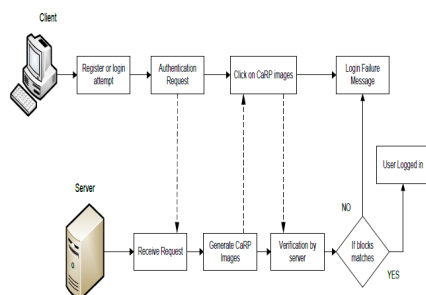 Client
Register or login
attempt
Authentication
Request
Click on CaRP images
Login Failure
Message
User Logged in
Server
NO
Receive Request
Generate CaRP
Images
Verification by
server
If blocks
matches
YES